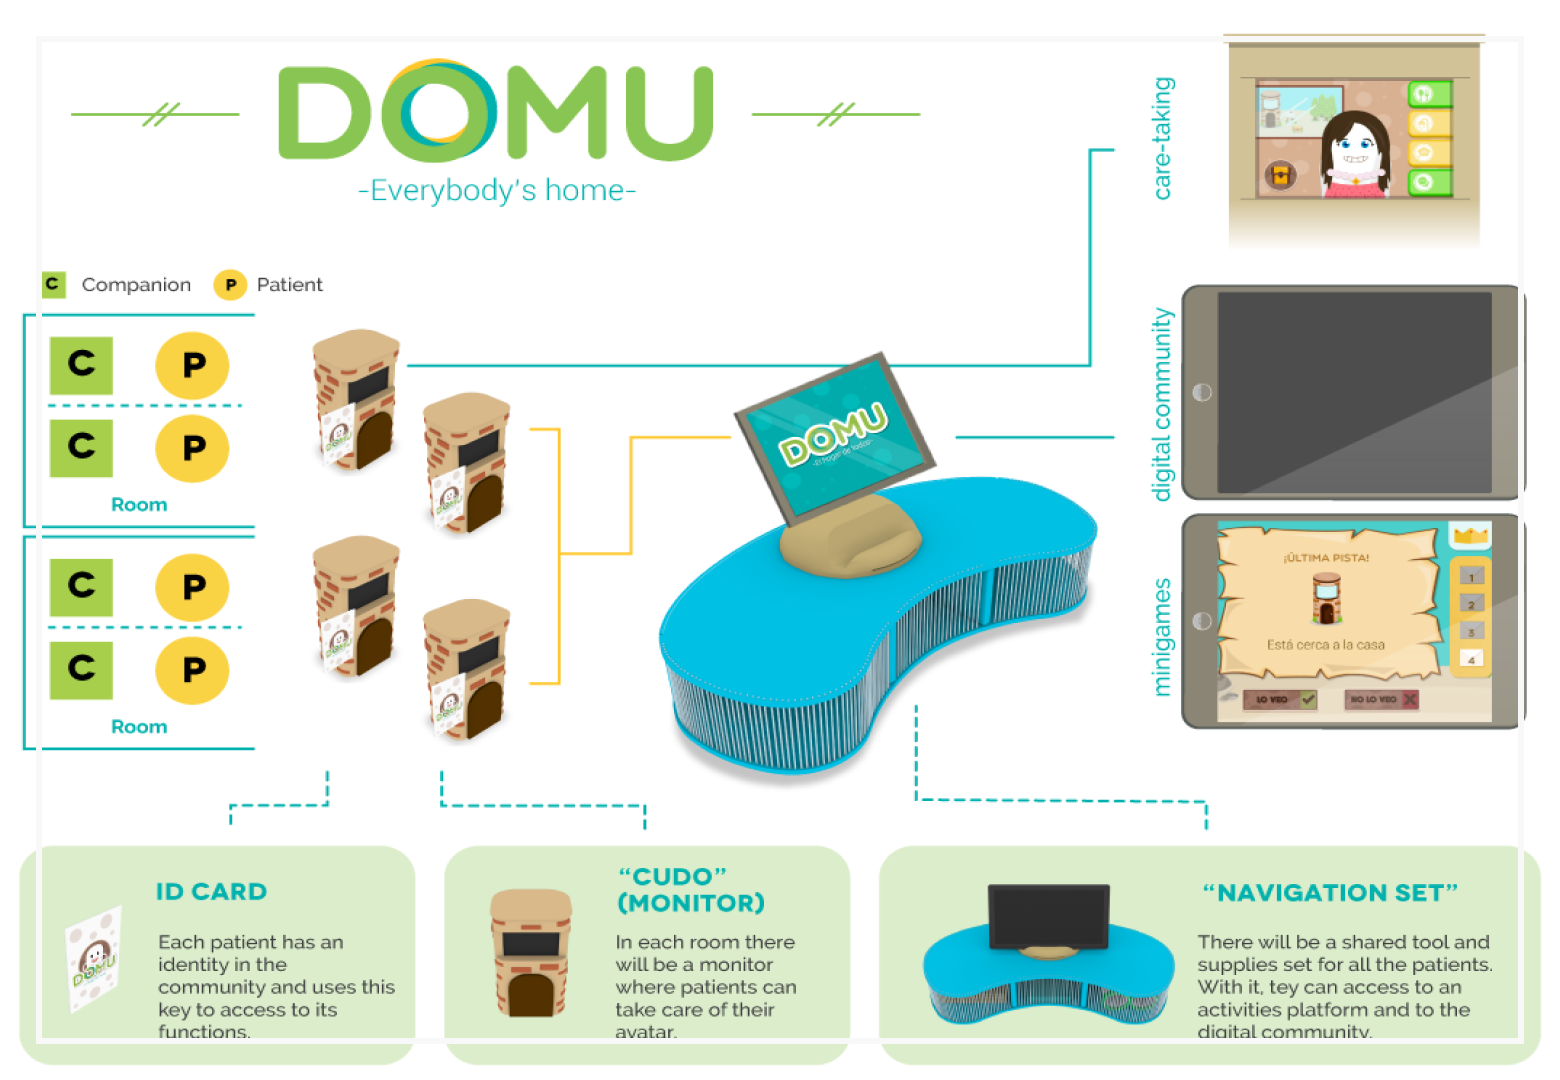 DOMU
-Everybody's home-
care-taking
C Companion P Patient
C P
C P
Room
C P
C P
Room
DOMU
-El hogar de todos-
digital community
minigames
¡ÚLTIMA PISTA!
Está cerca a la casa
1
2
3
4
LO VEO
NO LO VEO
ID CARD
DOMU
Each patient has an
identity in the
community and uses this
key to access to its
functions.
“CUDO”
(MONITOR)
In each room there
will be a monitor
where patients can
take care of their
avatar.
“NAVIGATION SET”
There will be a shared tool and
supplies set for all the patients.
With it, tey can access to an
activities platform and to the
digital community.